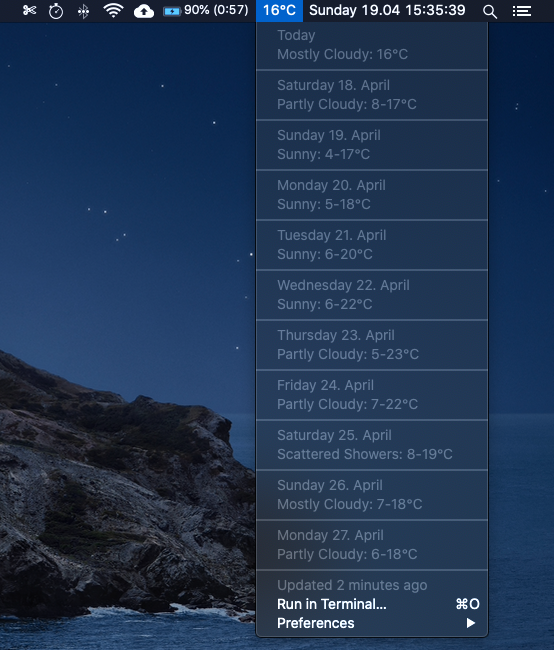 90% (0:57) 16°C Sunday 19.04 15:35:39
Today
Mostly Cloudy: 16°C
Saturday 18. April
Partly Cloudy: 8-17°C
Sunday 19. April
Sunny: 4-17°C
Monday 20. April
Sunny: 5-18°C
Tuesday 21. April
Sunny: 6-20°C
Wednesday 22. April
Sunny: 6-22°C
Thursday 23. April
Partly Cloudy: 5-23°C
Friday 24. April
Partly Cloudy: 7-22°C
Saturday 25. April
Scattered Showers: 8-19°C
Sunday 26. April
Mostly Cloudy: 7-18°C
Monday 27. April
Partly Cloudy: 6-18°C
Updated 2 minutes ago
Run in Terminal... ⌘O
Preferences